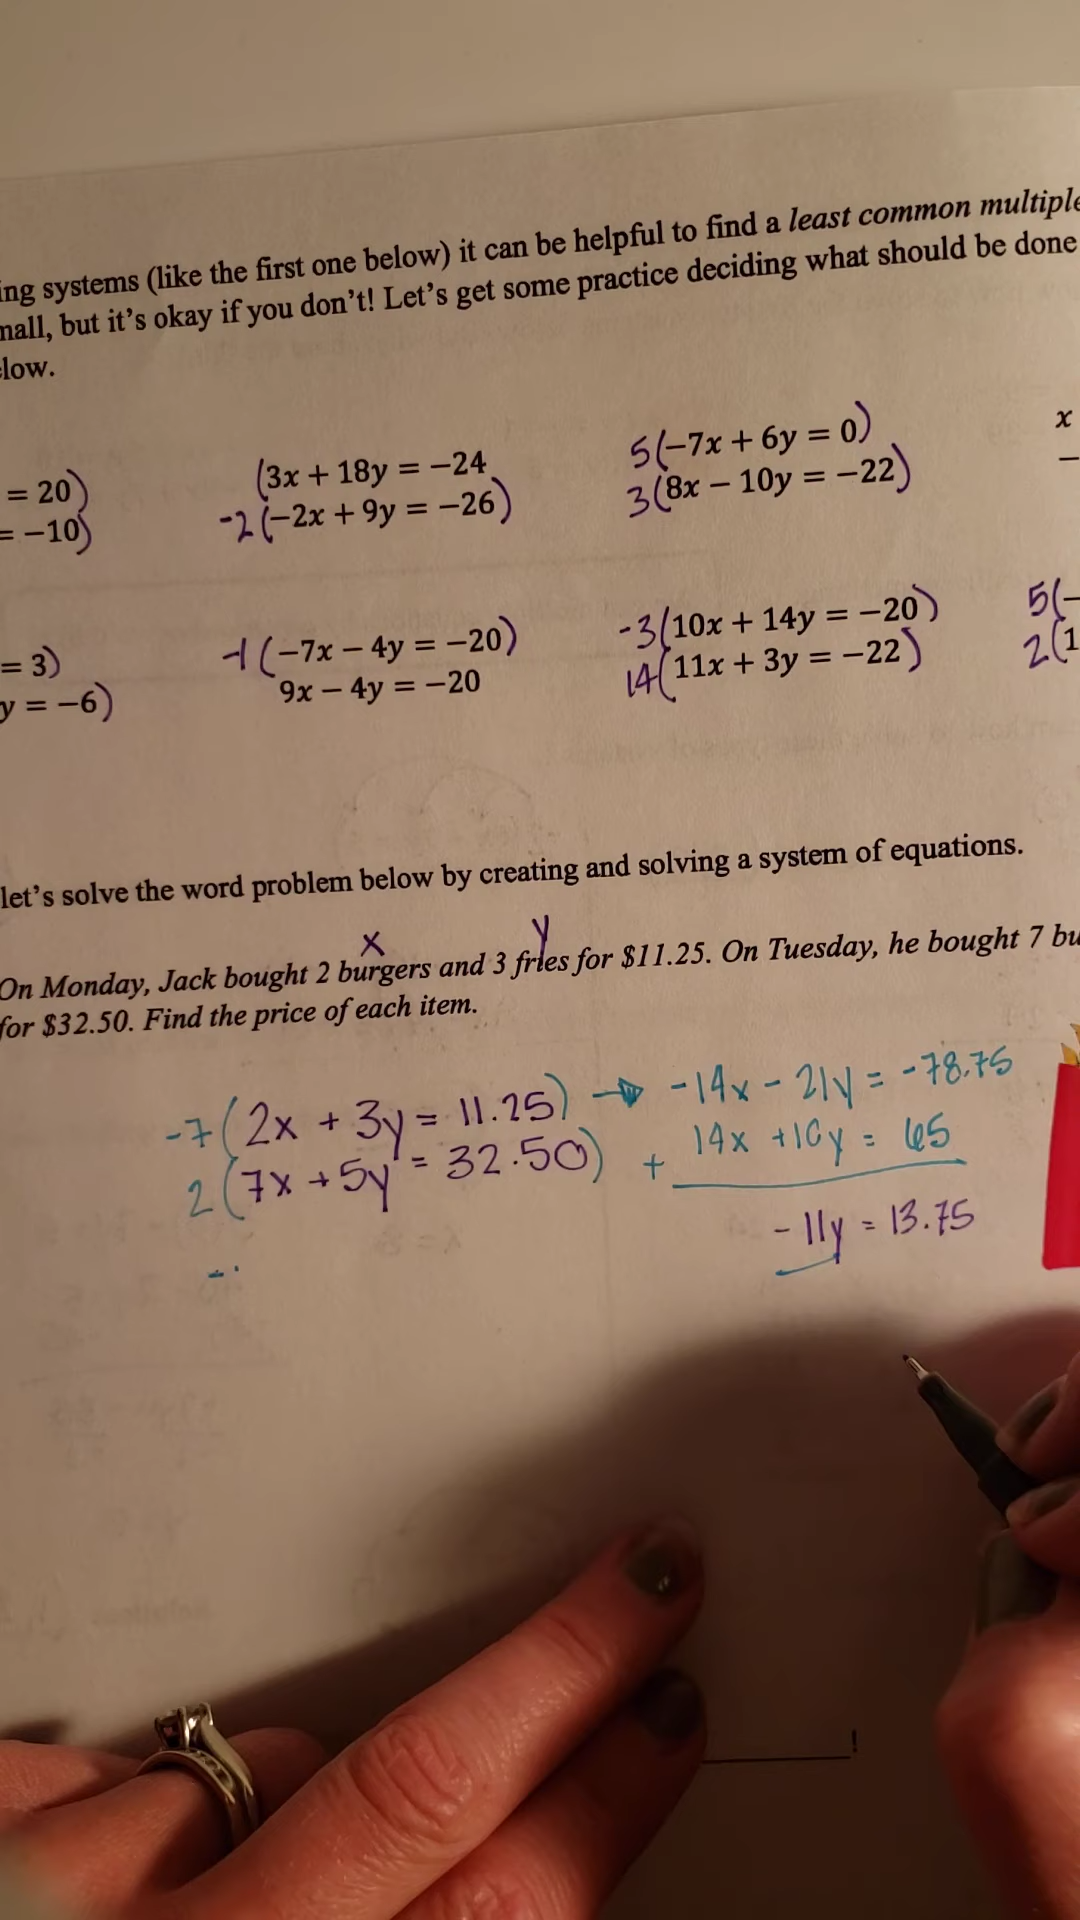 ing systems (like the first one below) it can be helpful to find a least common multiple
mall, but it's okay if you don't! Let's get some practice deciding what should be done
elow.
= 20)
= −10)
(3x + 18y = −24
-2(−2x + 9y = −26)
5(−7x + 6y = 0)
3(8x − 10y = −22)
x
−
= 3)
y = −6)
-1(−7x − 4y = −20)
9x − 4y = −20
-3(10x + 14y = −20)
14(11x + 3y = −22)
5(−
2(1
let's solve the word problem below by creating and solving a system of equations.
x y
On Monday, Jack bought 2 burgers and 3 fries for $11.25. On Tuesday, he bought 7 bu
for $32.50. Find the price of each item.
-7(2x + 3y = 11.25) → -14x - 21y = -78.75
2(7x + 5y = 32.50) + 14x + 10y = 65
- 11y = 13.75
!